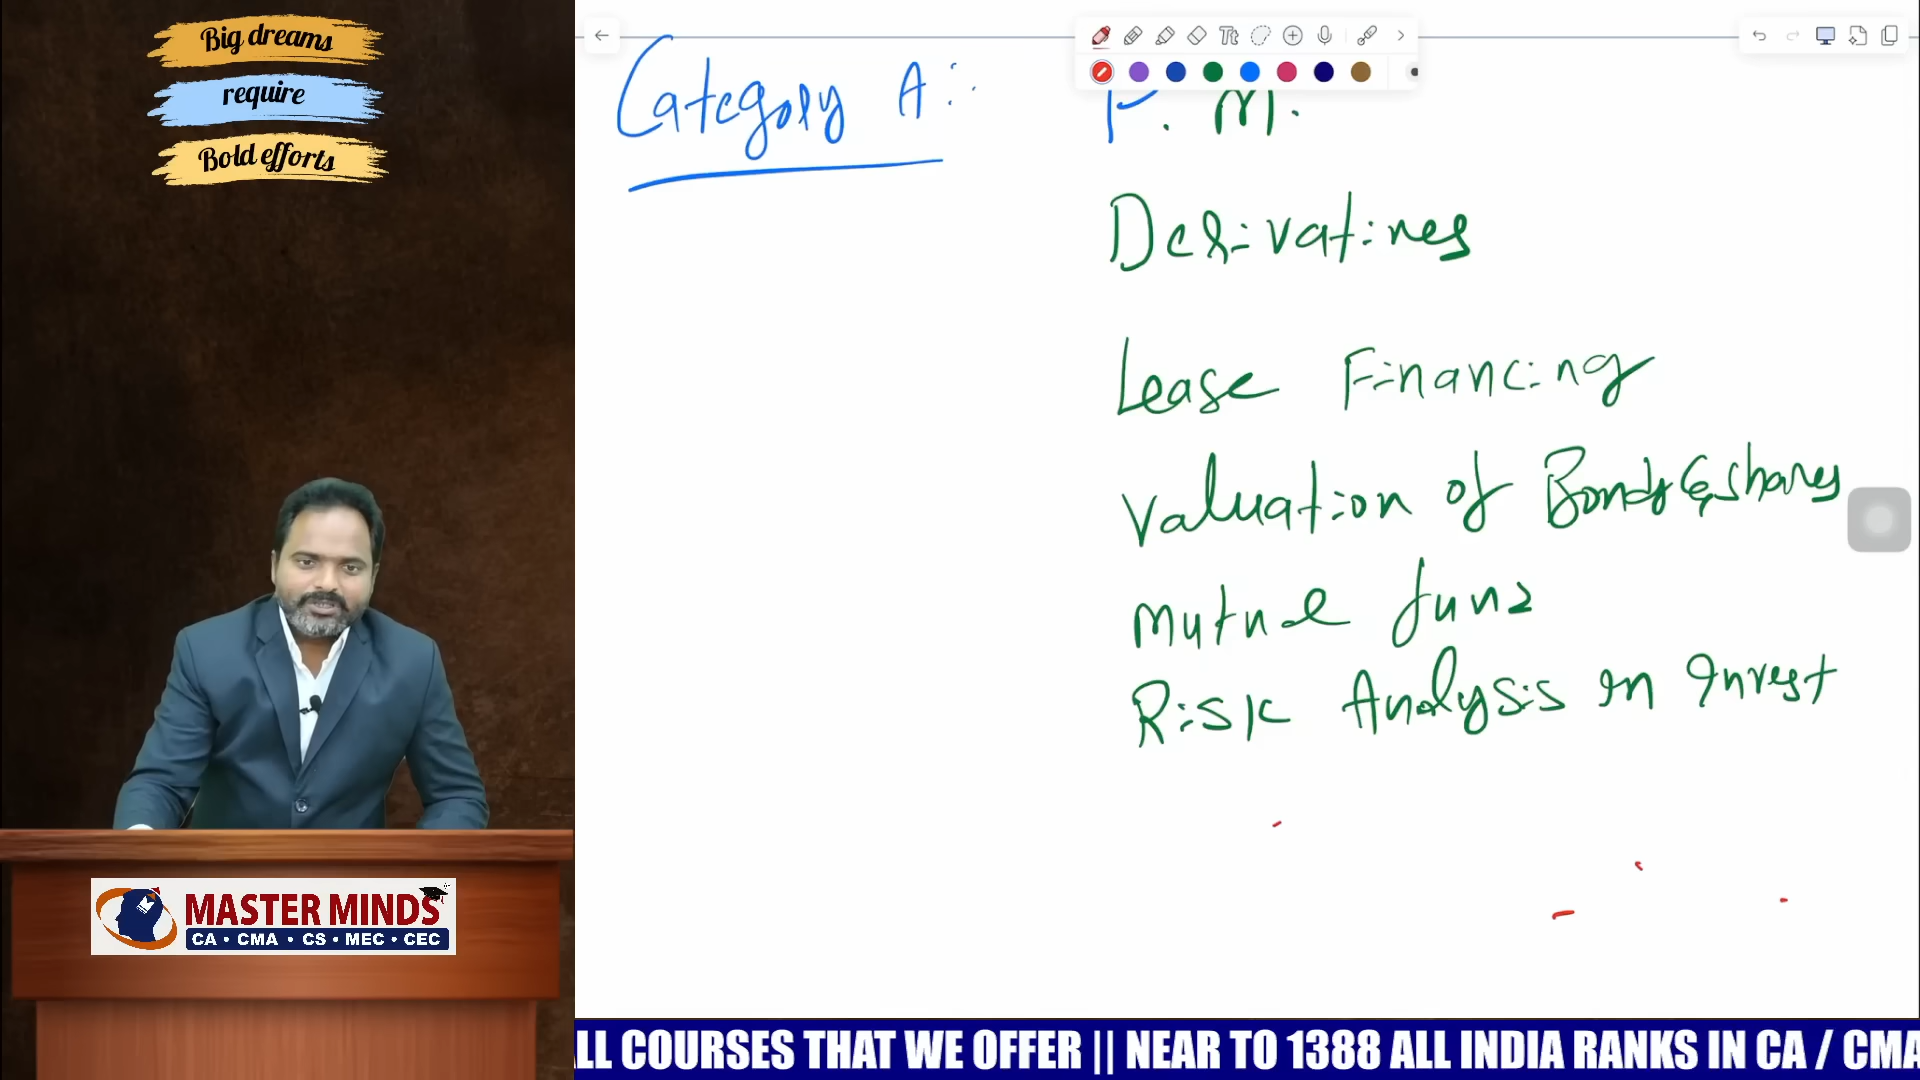 Big dreams
require
Bold efforts
Category A:
P. M.
Derivatives
Lease Financing
Valuation of Bonds & Shares
Mutual fund
Risk Analysis in Invest
MASTER MINDS
CA • CMA • CS • MEC • CEC
LL COURSES THAT WE OFFER || NEAR TO 1388 ALL INDIA RANKS IN CA / CMA